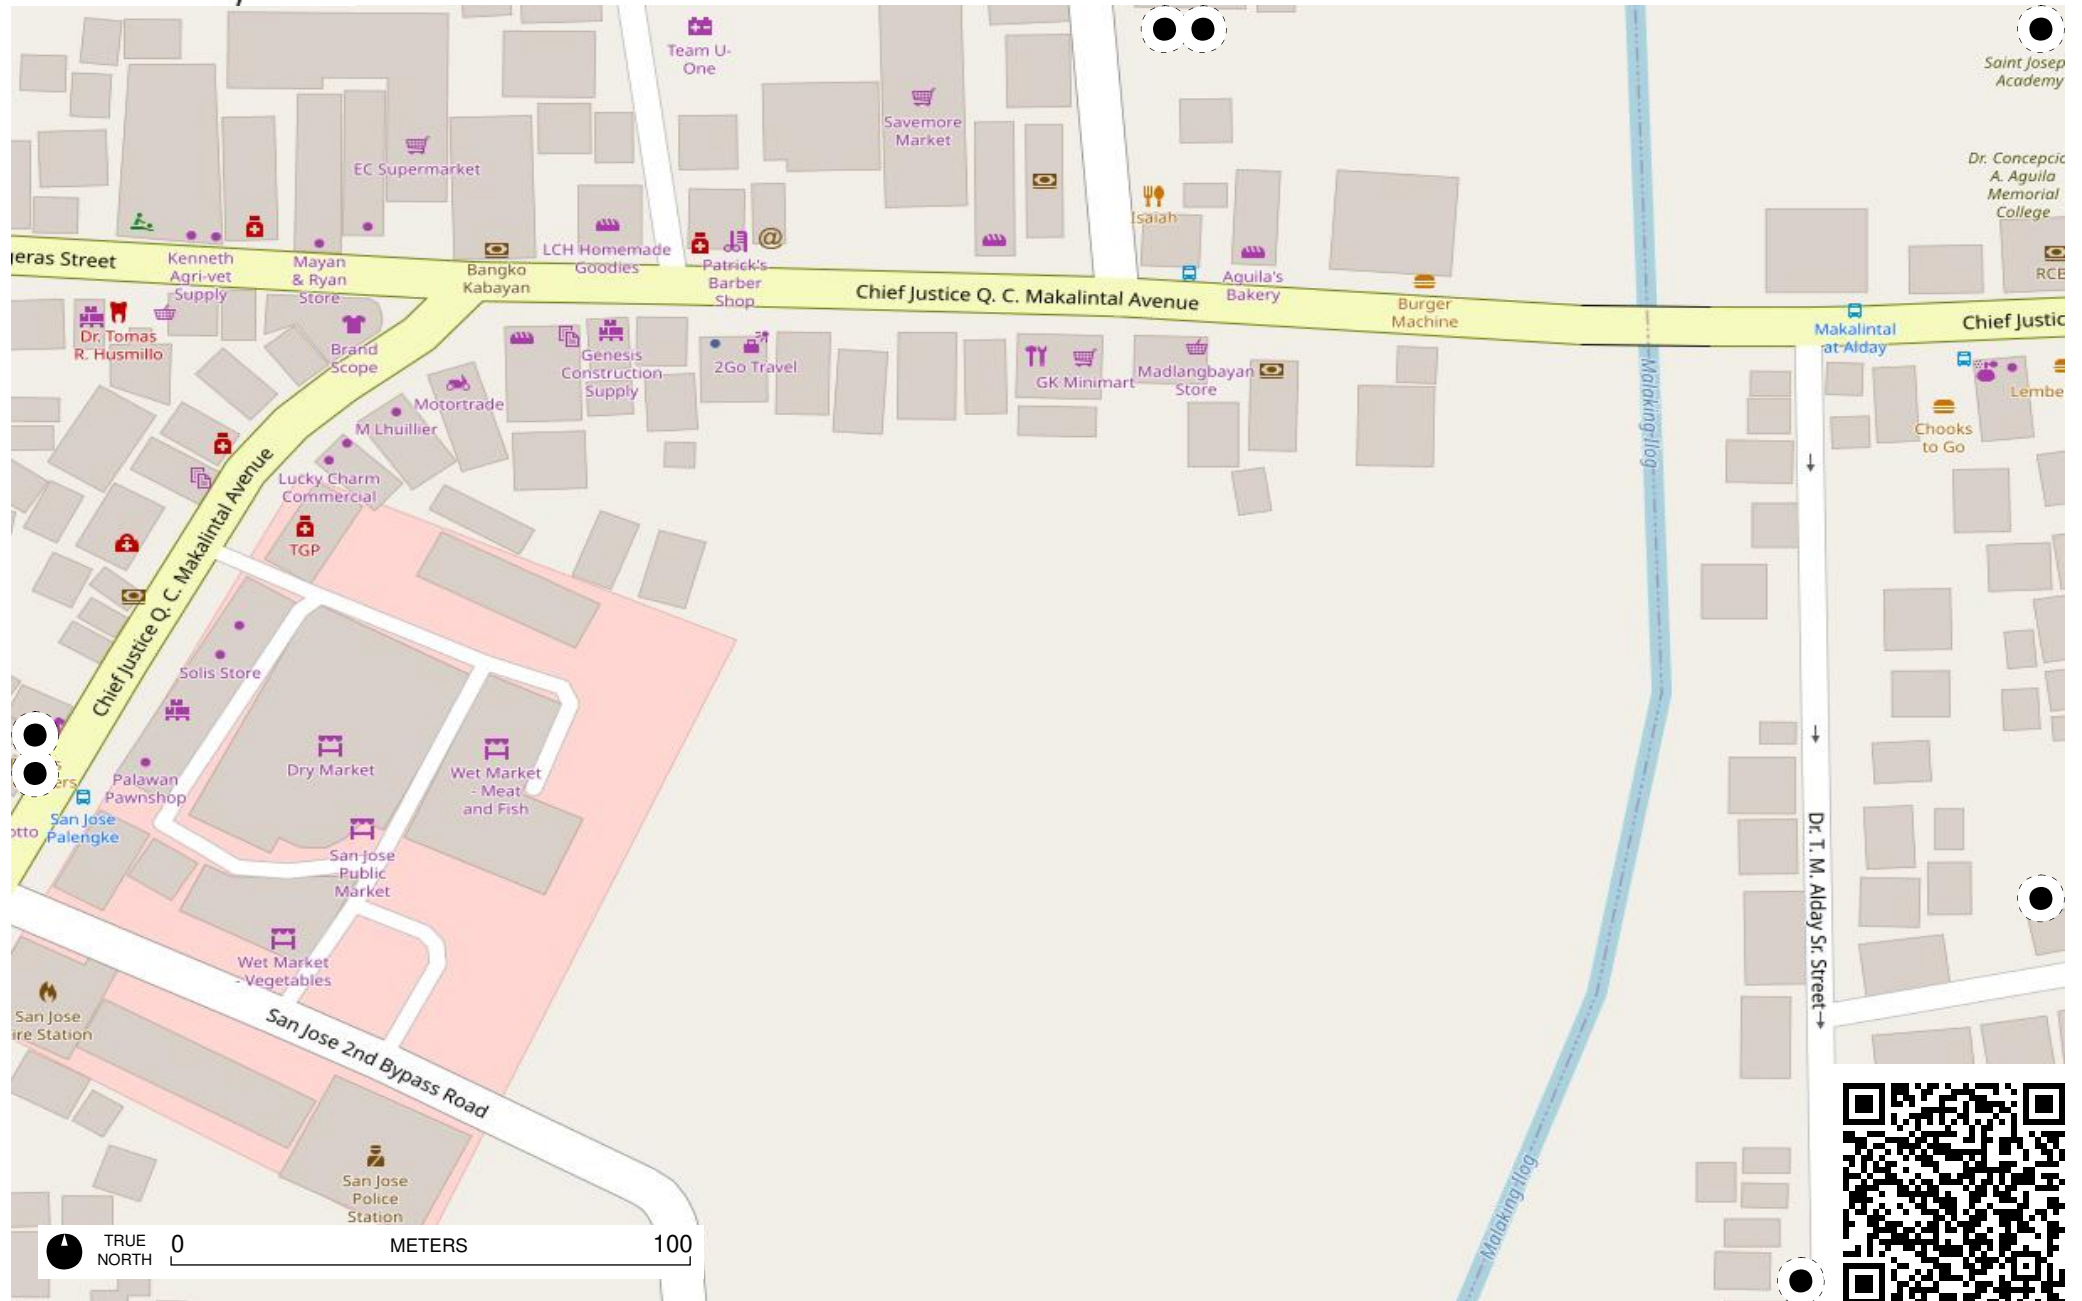 Team U-
One
Saint Josep
Academy
Savemore
Market
EC Supermarket
Dr. Concepcio
A. Aguila
Memorial
College
Isaiah
LCH Homemade
Goodies
eras Street
Kenneth
Agri-vet
Supply
Mayan
& Ryan
Store
Bangko
Kabayan
Patrick's
Barber
Shop
@
Chief Justice Q. C. Makalintal Avenue
Aguila's
Bakery
Burger
Machine
RCB
Makalintal
at Alday
Chief Justic
Dr. Tomas
R. Husmillo
Brand
Scope
Genesis
Construction
Supply
2Go Travel
GK Minimart
Madlangbayan
Store
Malaking Ilog
Lembe
Motortrade
M Lhuillier
Chooks
to Go
Lucky Charm
Commercial
TGP
Chief Justice Q. C. Makalintal Avenue
Solis Store
Dry Market
Wet Market
- Meat
and Fish
Palawan
Pawnshop
San Jose
Palengke
otto
ers
San Jose
Public
Market
Dr. T. M. Alday Sr. Street
Wet Market
- Vegetables
San Jose
ire Station
San Jose 2nd Bypass Road
San Jose
Police
Station
Malaking Ilog
TRUE
NORTH
0 METERS 100